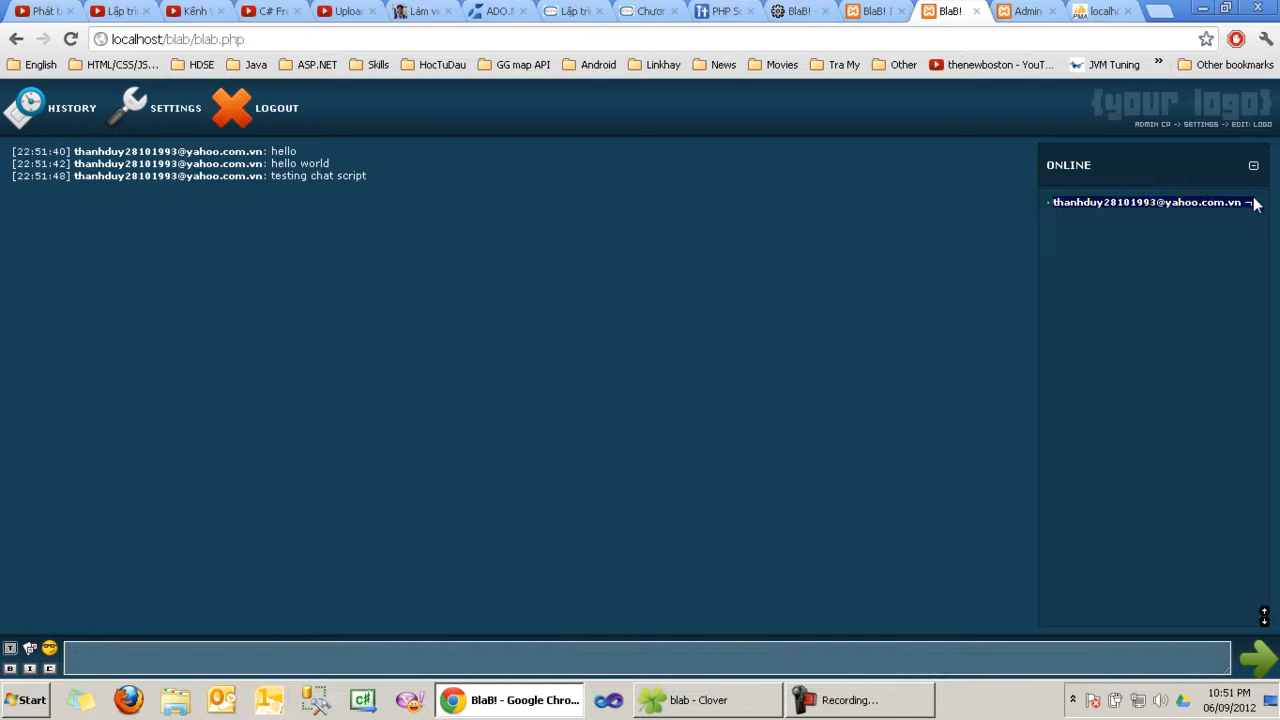 Phát t
Lập trì
Kênh
C# Fr
Uploa
Làm v
ADO.
Lập tr
Chươ
PHP S
BlaB! -
BlaB!
BlaB!
Admin
localh
localhost/blab/blab.php
English
HTML/CSS/JS...
HDSE
Java
ASP.NET
Skills
HocTuDau
GG map API
Android
Linkhay
News
Movies
Tra My
Other
thenewboston - YouT...
JVM Tuning
»
Other bookmarks
HISTORY
SETTINGS
LOGOUT
{your logo}
ADMIN CP -> SETTINGS -> EDIT: LOGO
[22:51:40] thanhduy28101993@yahoo.com.vn: hello
[22:51:42] thanhduy28101993@yahoo.com.vn: hello world
[22:51:48] thanhduy28101993@yahoo.com.vn: testing chat script
ONLINE
thanhduy28101993@yahoo.com.vn ¬
T
B I C
Start
BlaB! - Google Chro...
blab - Clover
Recording...
10:51 PM
06/09/2012